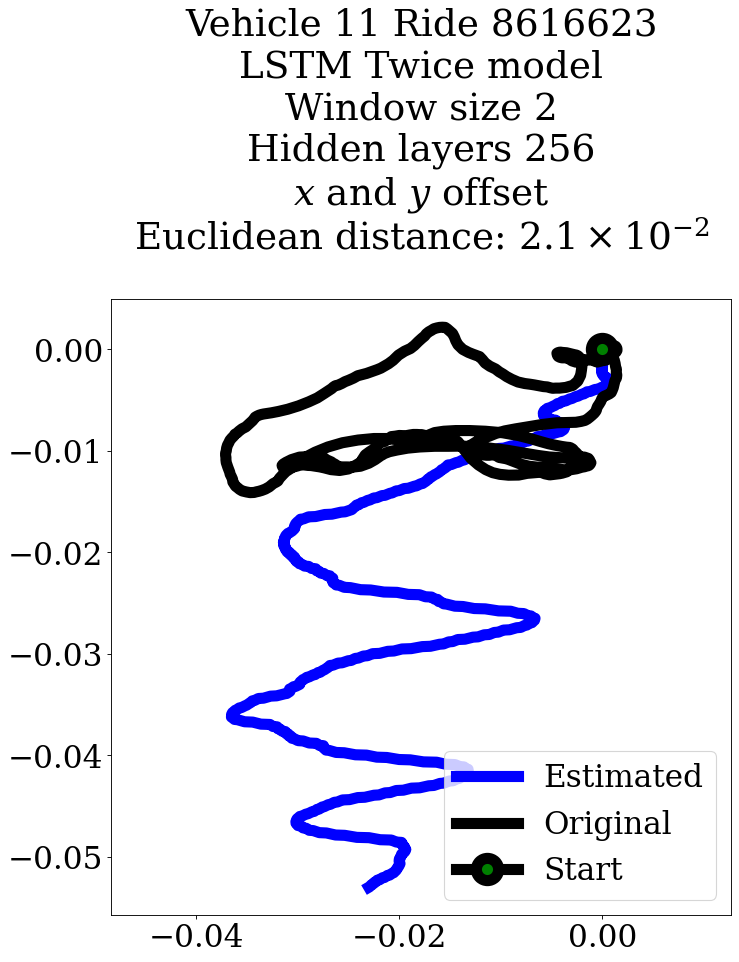 Vehicle 11 Ride 8616623
LSTM Twice model
Window size 2
Hidden layers 256
x and y offset
Euclidean distance: 2.1 × 10⁻²
0.00
−0.01
−0.02
−0.03
−0.04
−0.05
Estimated
Original
Start
−0.04
−0.02
0.00